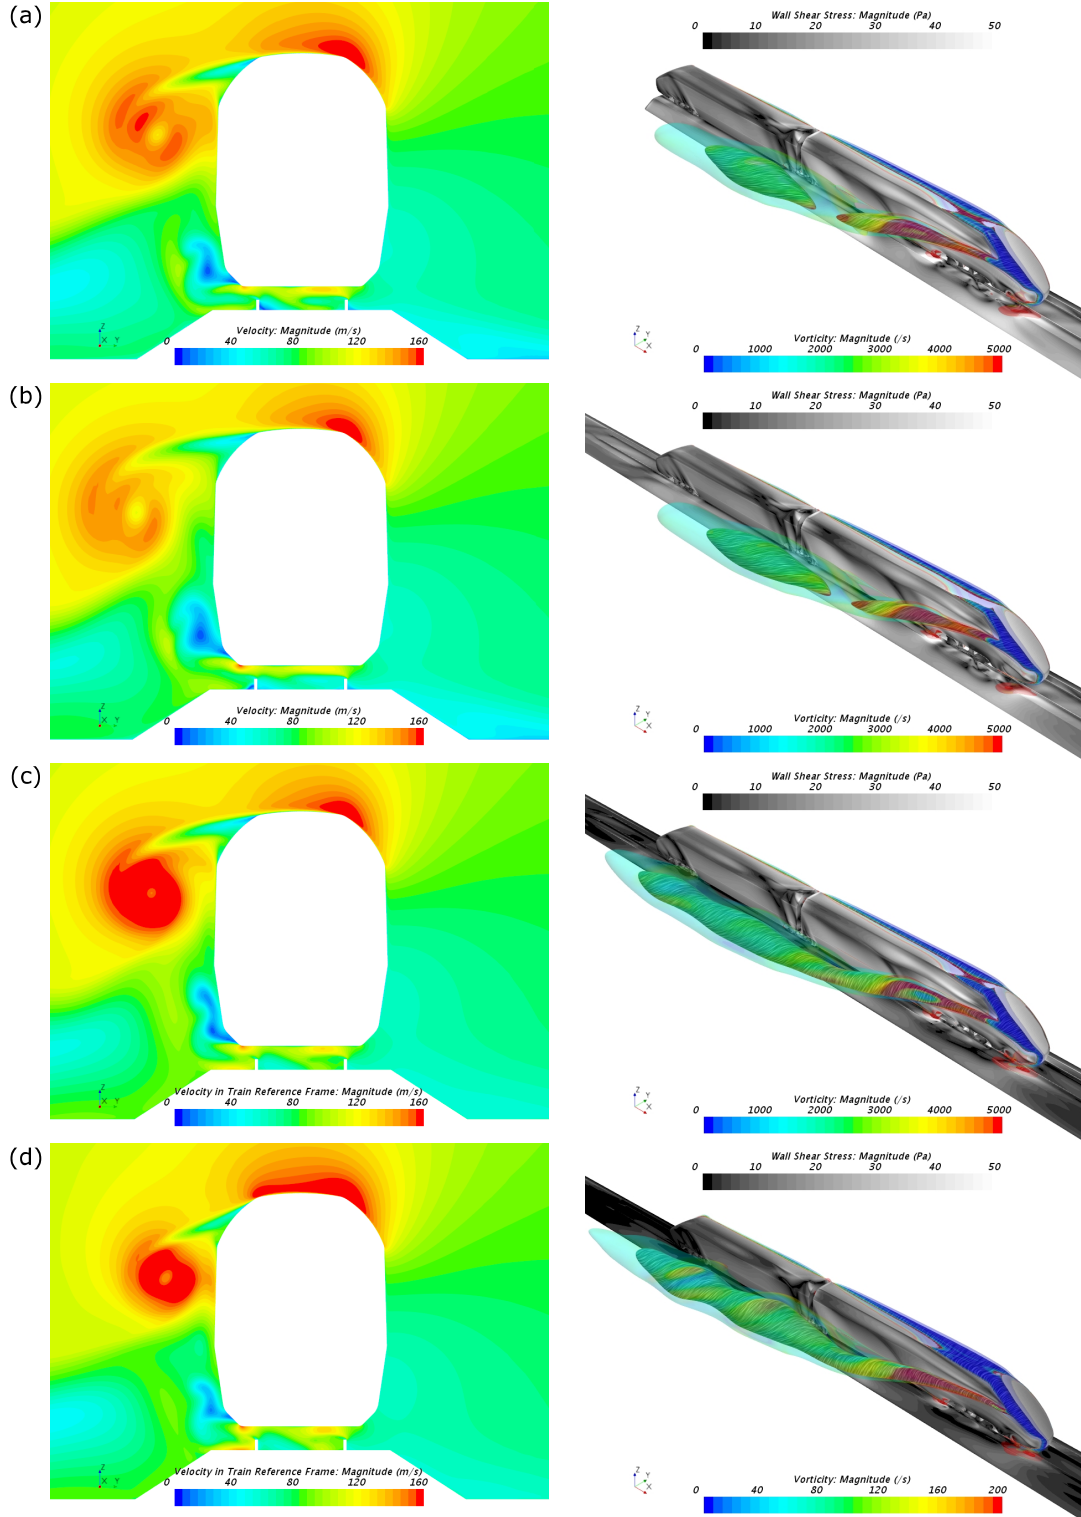 (a)
Wall Shear Stress: Magnitude (Pa)
0 10 20 30 40 50
Z
X Y
Velocity: Magnitude (m/s)
0 40 80 120 160
Z Y
X
Vorticity: Magnitude (/s)
0 1000 2000 3000 4000 5000
(b)
Wall Shear Stress: Magnitude (Pa)
0 10 20 30 40 50
Z
X Y
Velocity: Magnitude (m/s)
0 40 80 120 160
Z Y
X
Vorticity: Magnitude (/s)
0 1000 2000 3000 4000 5000
(c)
Wall Shear Stress: Magnitude (Pa)
0 10 20 30 40 50
Z
X Y
Velocity in Train Reference Frame: Magnitude (m/s)
0 40 80 120 160
Z Y
X
Vorticity: Magnitude (/s)
0 1000 2000 3000 4000 5000
(d)
Wall Shear Stress: Magnitude (Pa)
0 10 20 30 40 50
Z
X Y
Velocity in Train Reference Frame: Magnitude (m/s)
0 40 80 120 160
Z Y
X
Vorticity: Magnitude (/s)
0 40 80 120 160 200